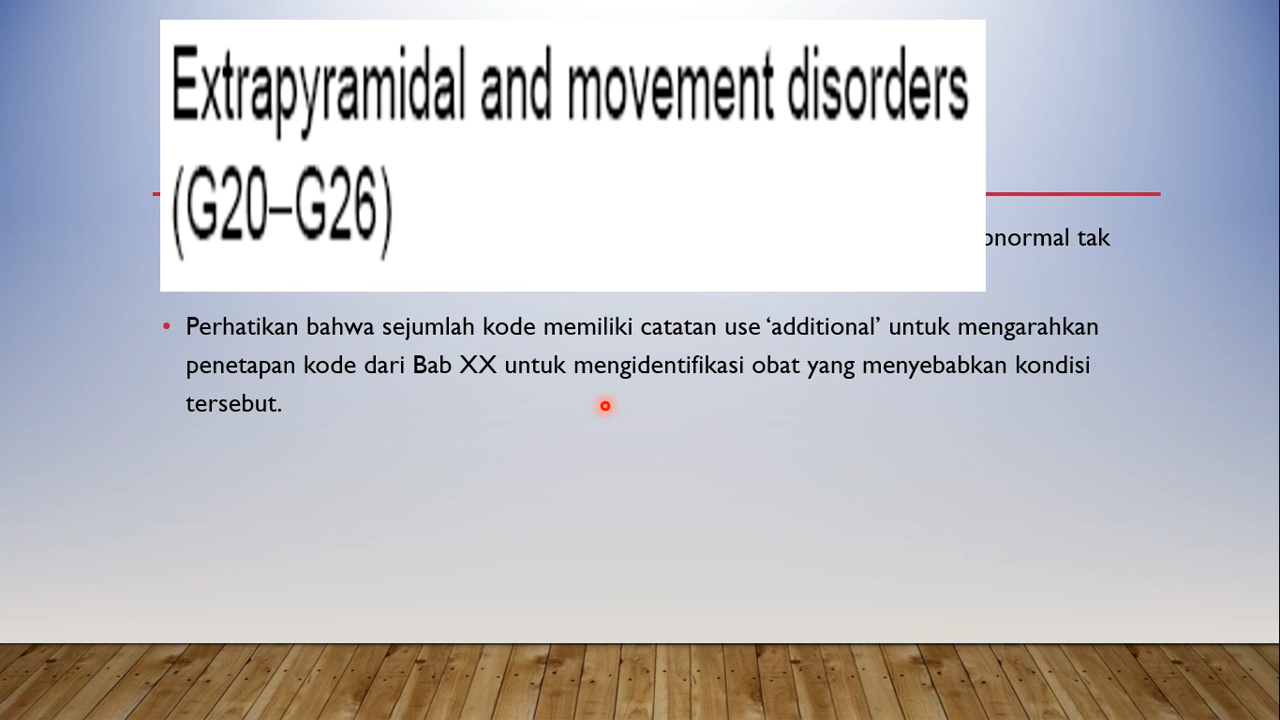 Extrapyramidal and movement disorders
(G20–G26)
tak
• Perhatikan bahwa sejumlah kode memiliki catatan use ‘additional’ untuk mengarahkan
penetapan kode dari Bab XX untuk mengidentifikasi obat yang menyebabkan kondisi
tersebut.